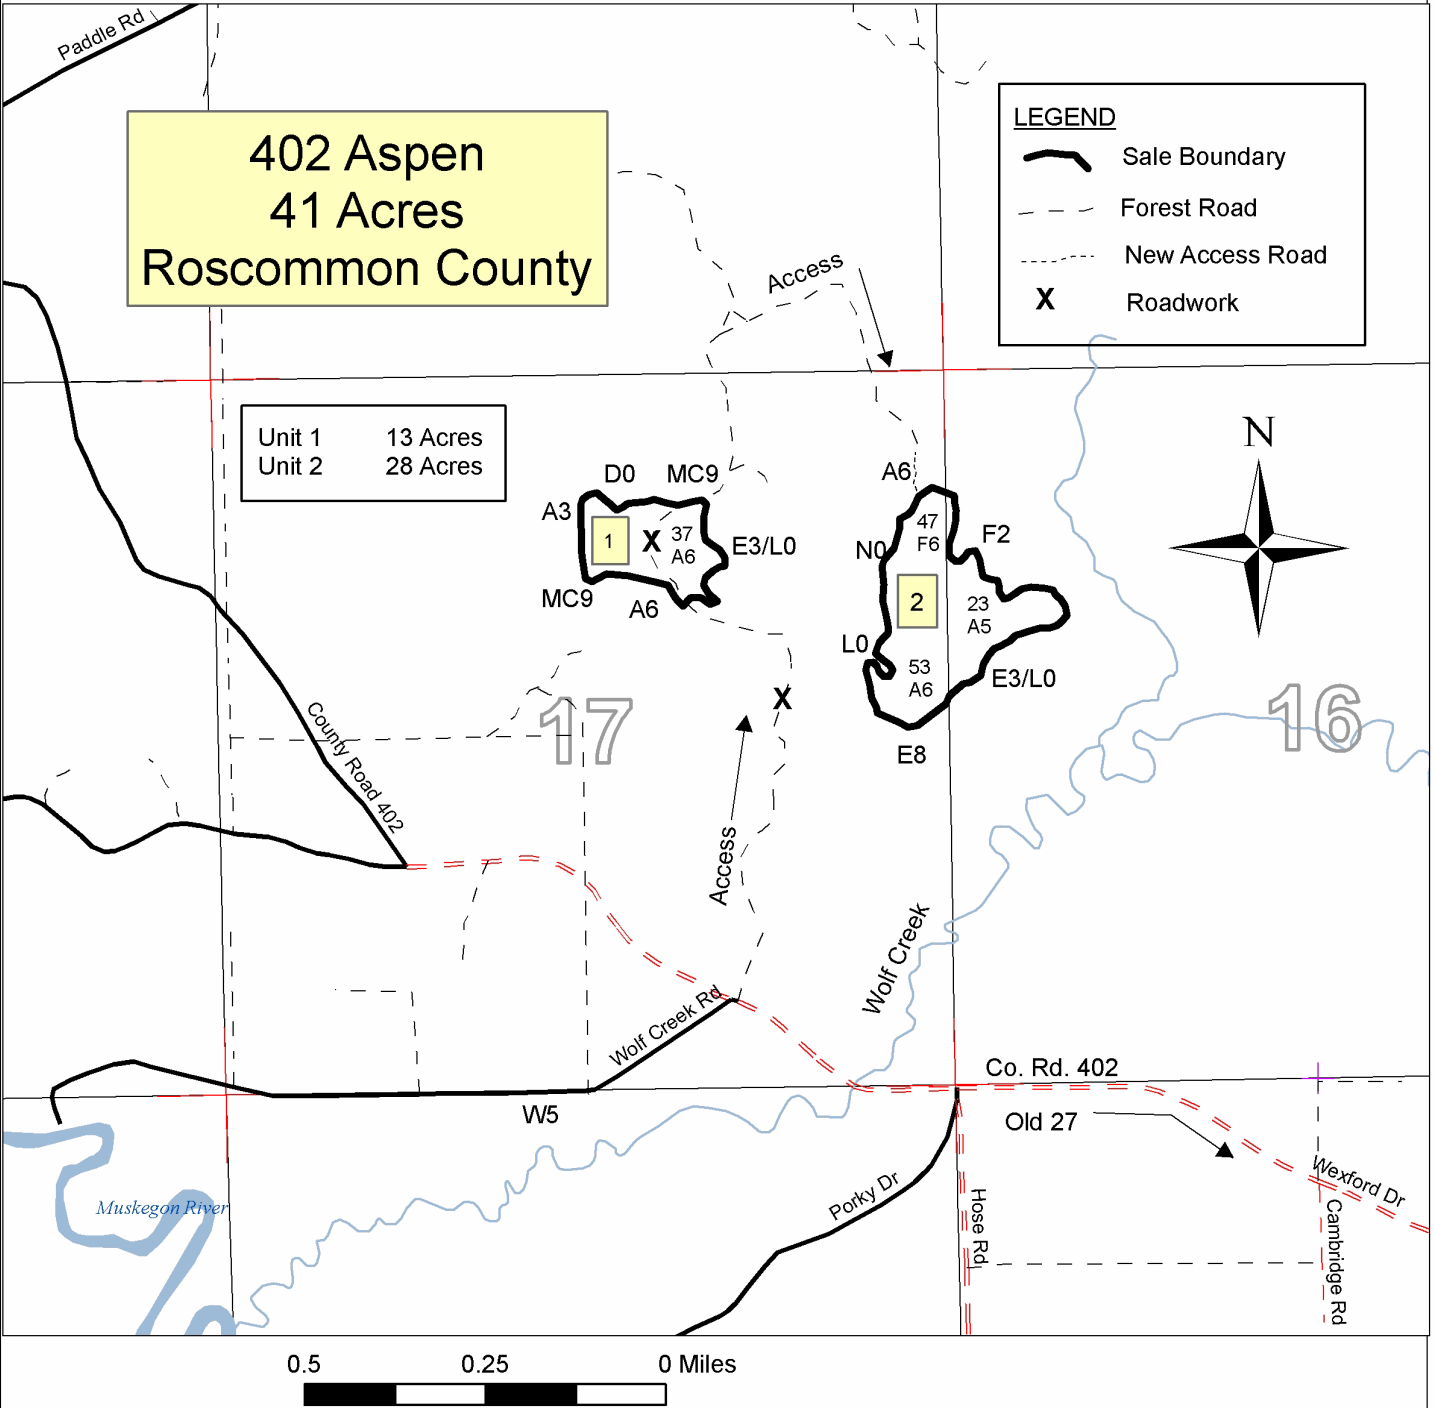 Paddle Rd
402 Aspen
41 Acres
Roscommon County
LEGEND
Sale Boundary
Forest Road
New Access Road
X Roadwork
Access
Unit 1 13 Acres
Unit 2 28 Acres
N
D0 MC9
A3
1
X
37
A6
E3/L0
MC9
A6
A6
47
F6
F2
N0
2
23
A5
L0
53
A6
E3/L0
E8
X
17
16
County Road 402
Access
Wolf Creek
Wolf Creek Rd
W5
Co. Rd. 402
Old 27
Wexford Dr
Porky Dr
Hose Rd
Cambridge Rd
Muskegon River
0.5 0.25 0 Miles